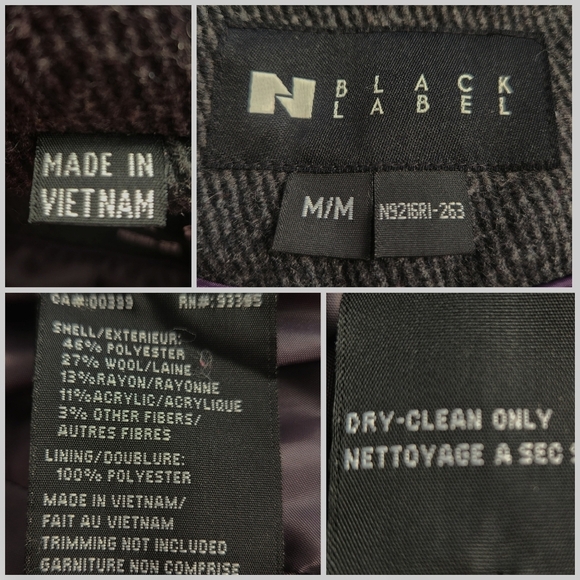 MADE IN
VIETNAM
N BLACK
LABEL
M/M
N9216R1-263
CA#:00399 RN#:93395
SHELL/EXTERIEUR:
46% POLYESTER
27% WOOL/LAINE
13%RAYON/RAYONNE
11%ACRYLIC/ACRYLIQUE
3% OTHER FIBERS/
AUTRES FIBRES
LINING/DOUBLURE:
100% POLYESTER
MADE IN VIETNAM/
FAIT AU VIETNAM
TRIMMING NOT INCLUDED
GARNITURE NON COMPRISE
DRY-CLEAN ONLY
NETTOYAGE A SEC S